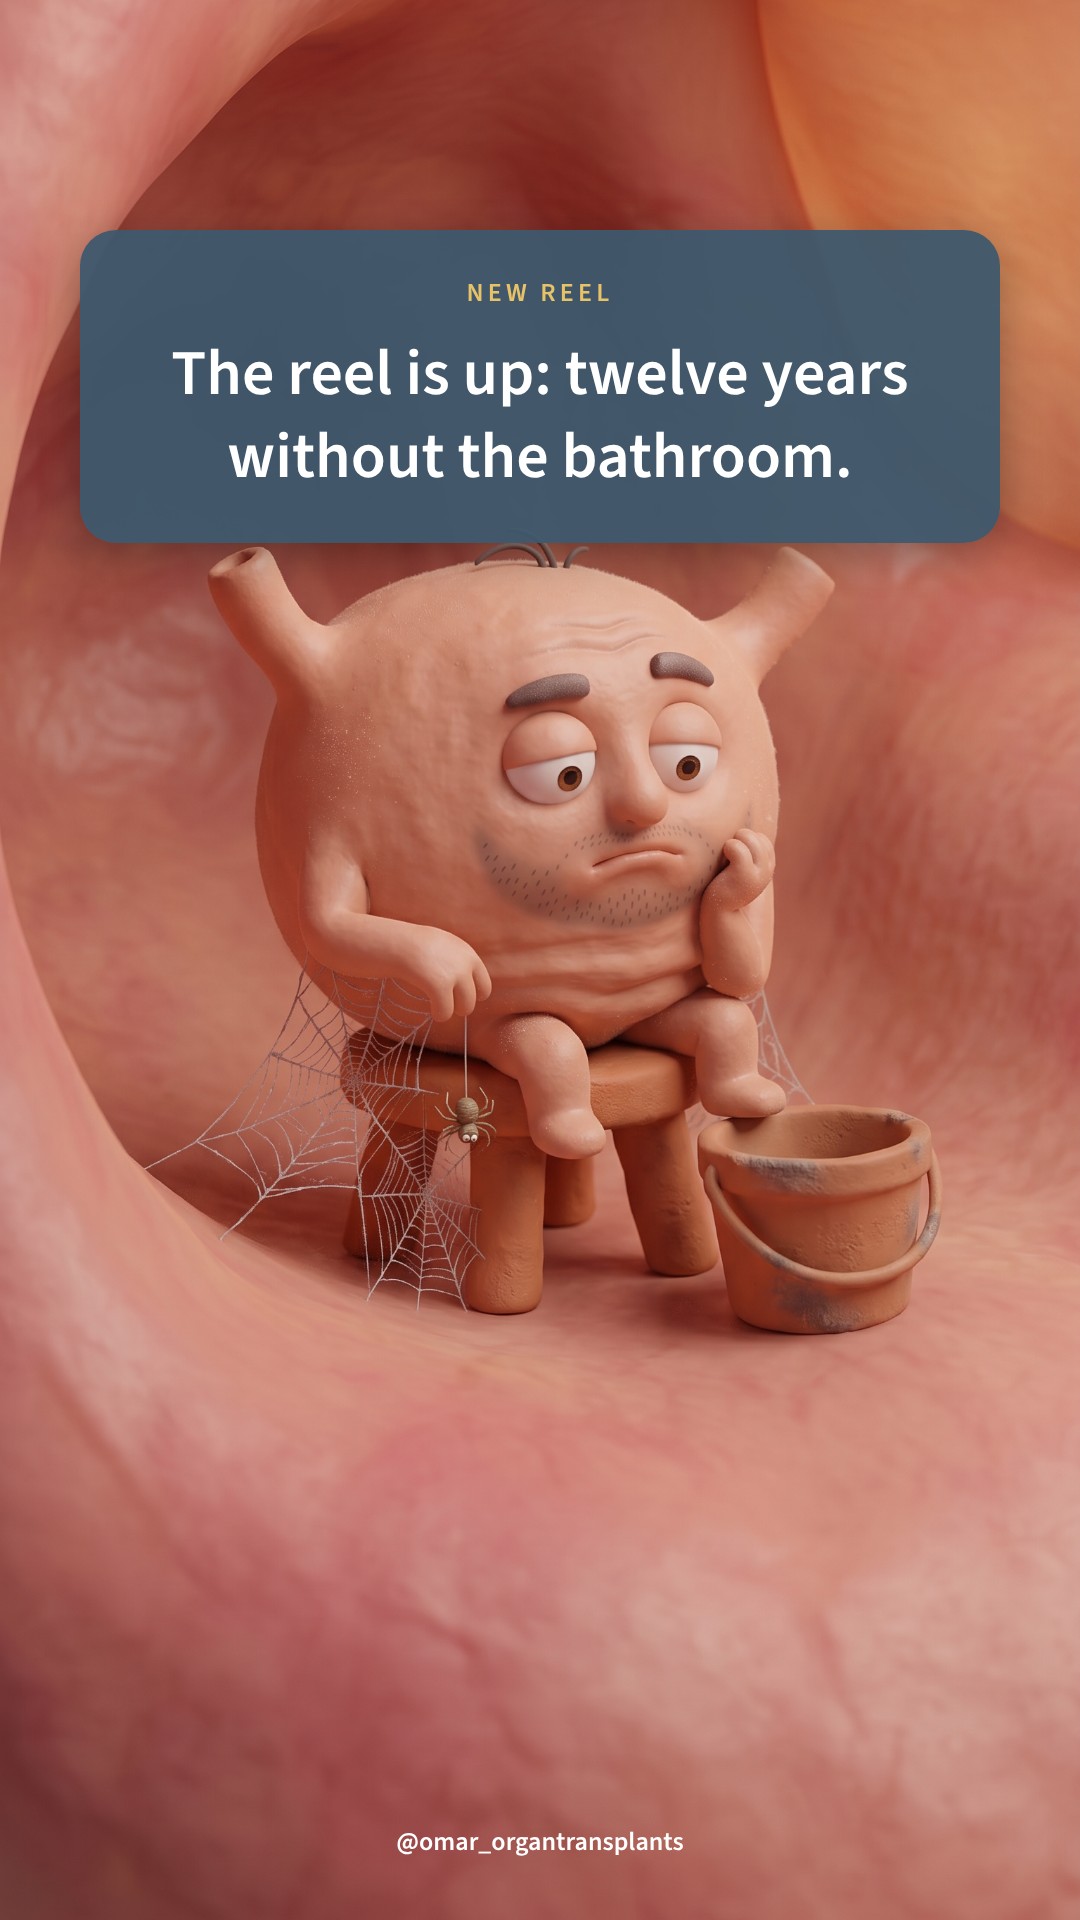 NEW REEL
The reel is up: twelve years
without the bathroom.
@omar_organtransplants